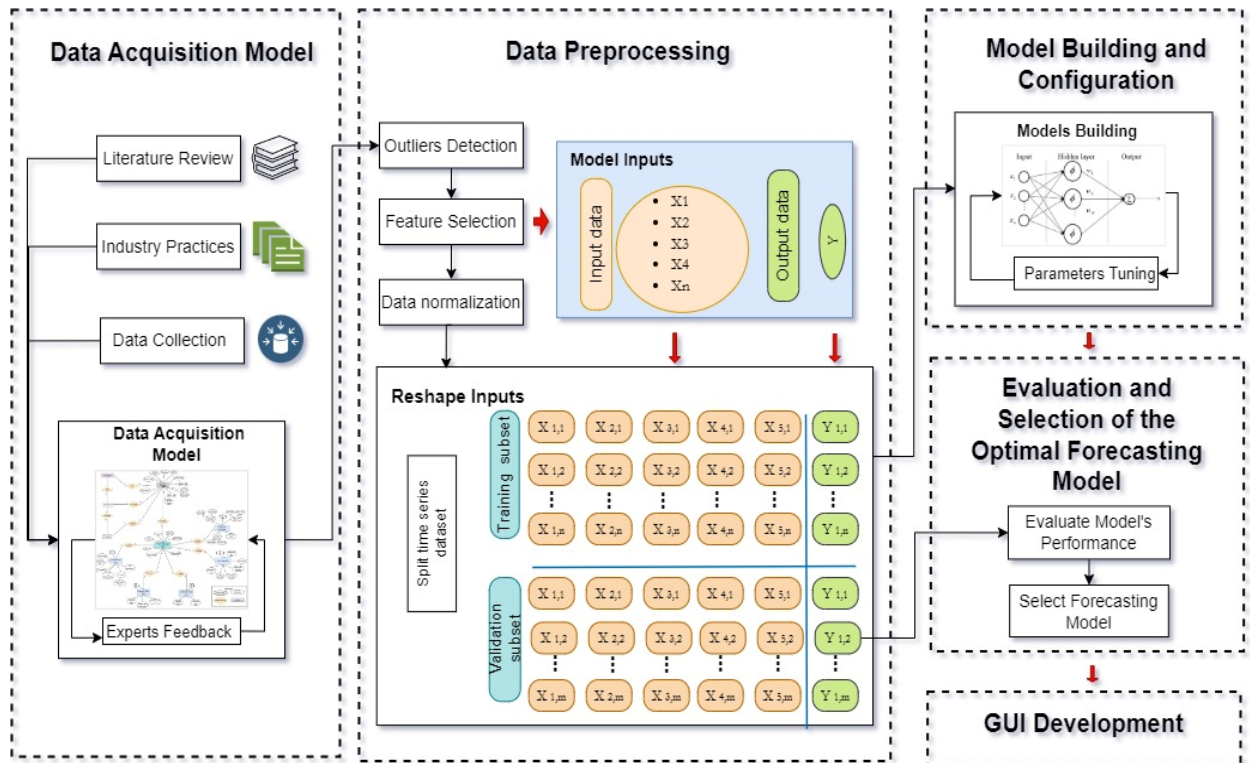 Data Acquisition Model
Literature Review
Industry Practices
Data Collection
Data Acquisition
Model
Experts Feedback
Data Preprocessing
Outliers Detection
Feature Selection
Data normalization
Model Inputs
Input data
X1
X2
X3
X4
Xn
Output data
Y
Reshape Inputs
Split time series
dataset
Training subset
X 1,1 X 2,1 X 3,1 X 4,1 X 5,1 Y 1,1
X 1,2 X 2,2 X 3,2 X 4,2 X 5,2 Y 1,2
X 1,n X 2,n X 3,n X 4,n X 5,n Y 1,n
Validation
subset
X 1,1 X 2,1 X 3,1 X 4,1 X 5,1 Y 1,1
X 1,2 X 2,2 X 3,2 X 4,2 X 5,2 Y 1,2
X 1,m X 2,m X 3,m X 4,m X 5,m Y 1,m
Model Building and
Configuration
Models Building
Input Hidden layer Output
Parameters Tuning
Evaluation and
Selection of the
Optimal Forecasting
Model
Evaluate Model's
Performance
Select Forecasting
Model
GUI Development